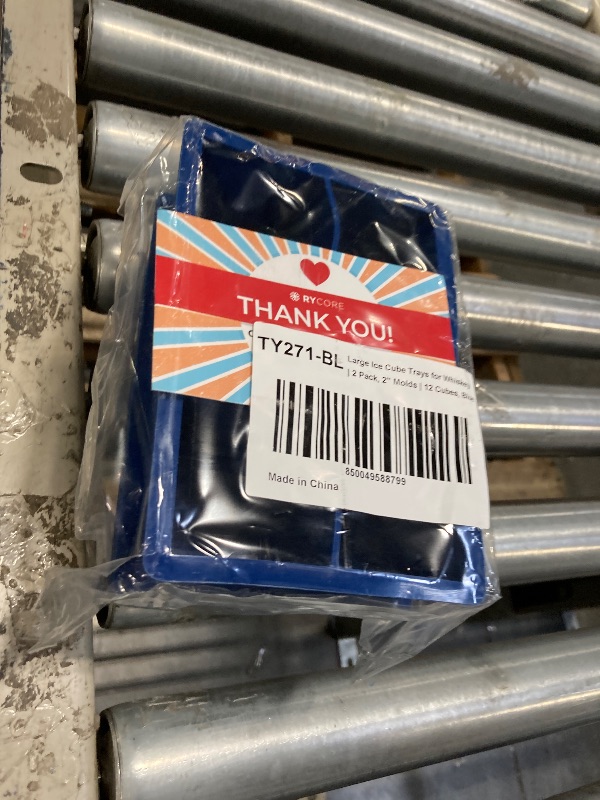 RYCORE
THANK YOU!
TY271-BL
Large Ice Cube Trays for Whiskey
| 2 Pack, 2" Molds | 12 Cubes, Blue
850049588799
Made in China